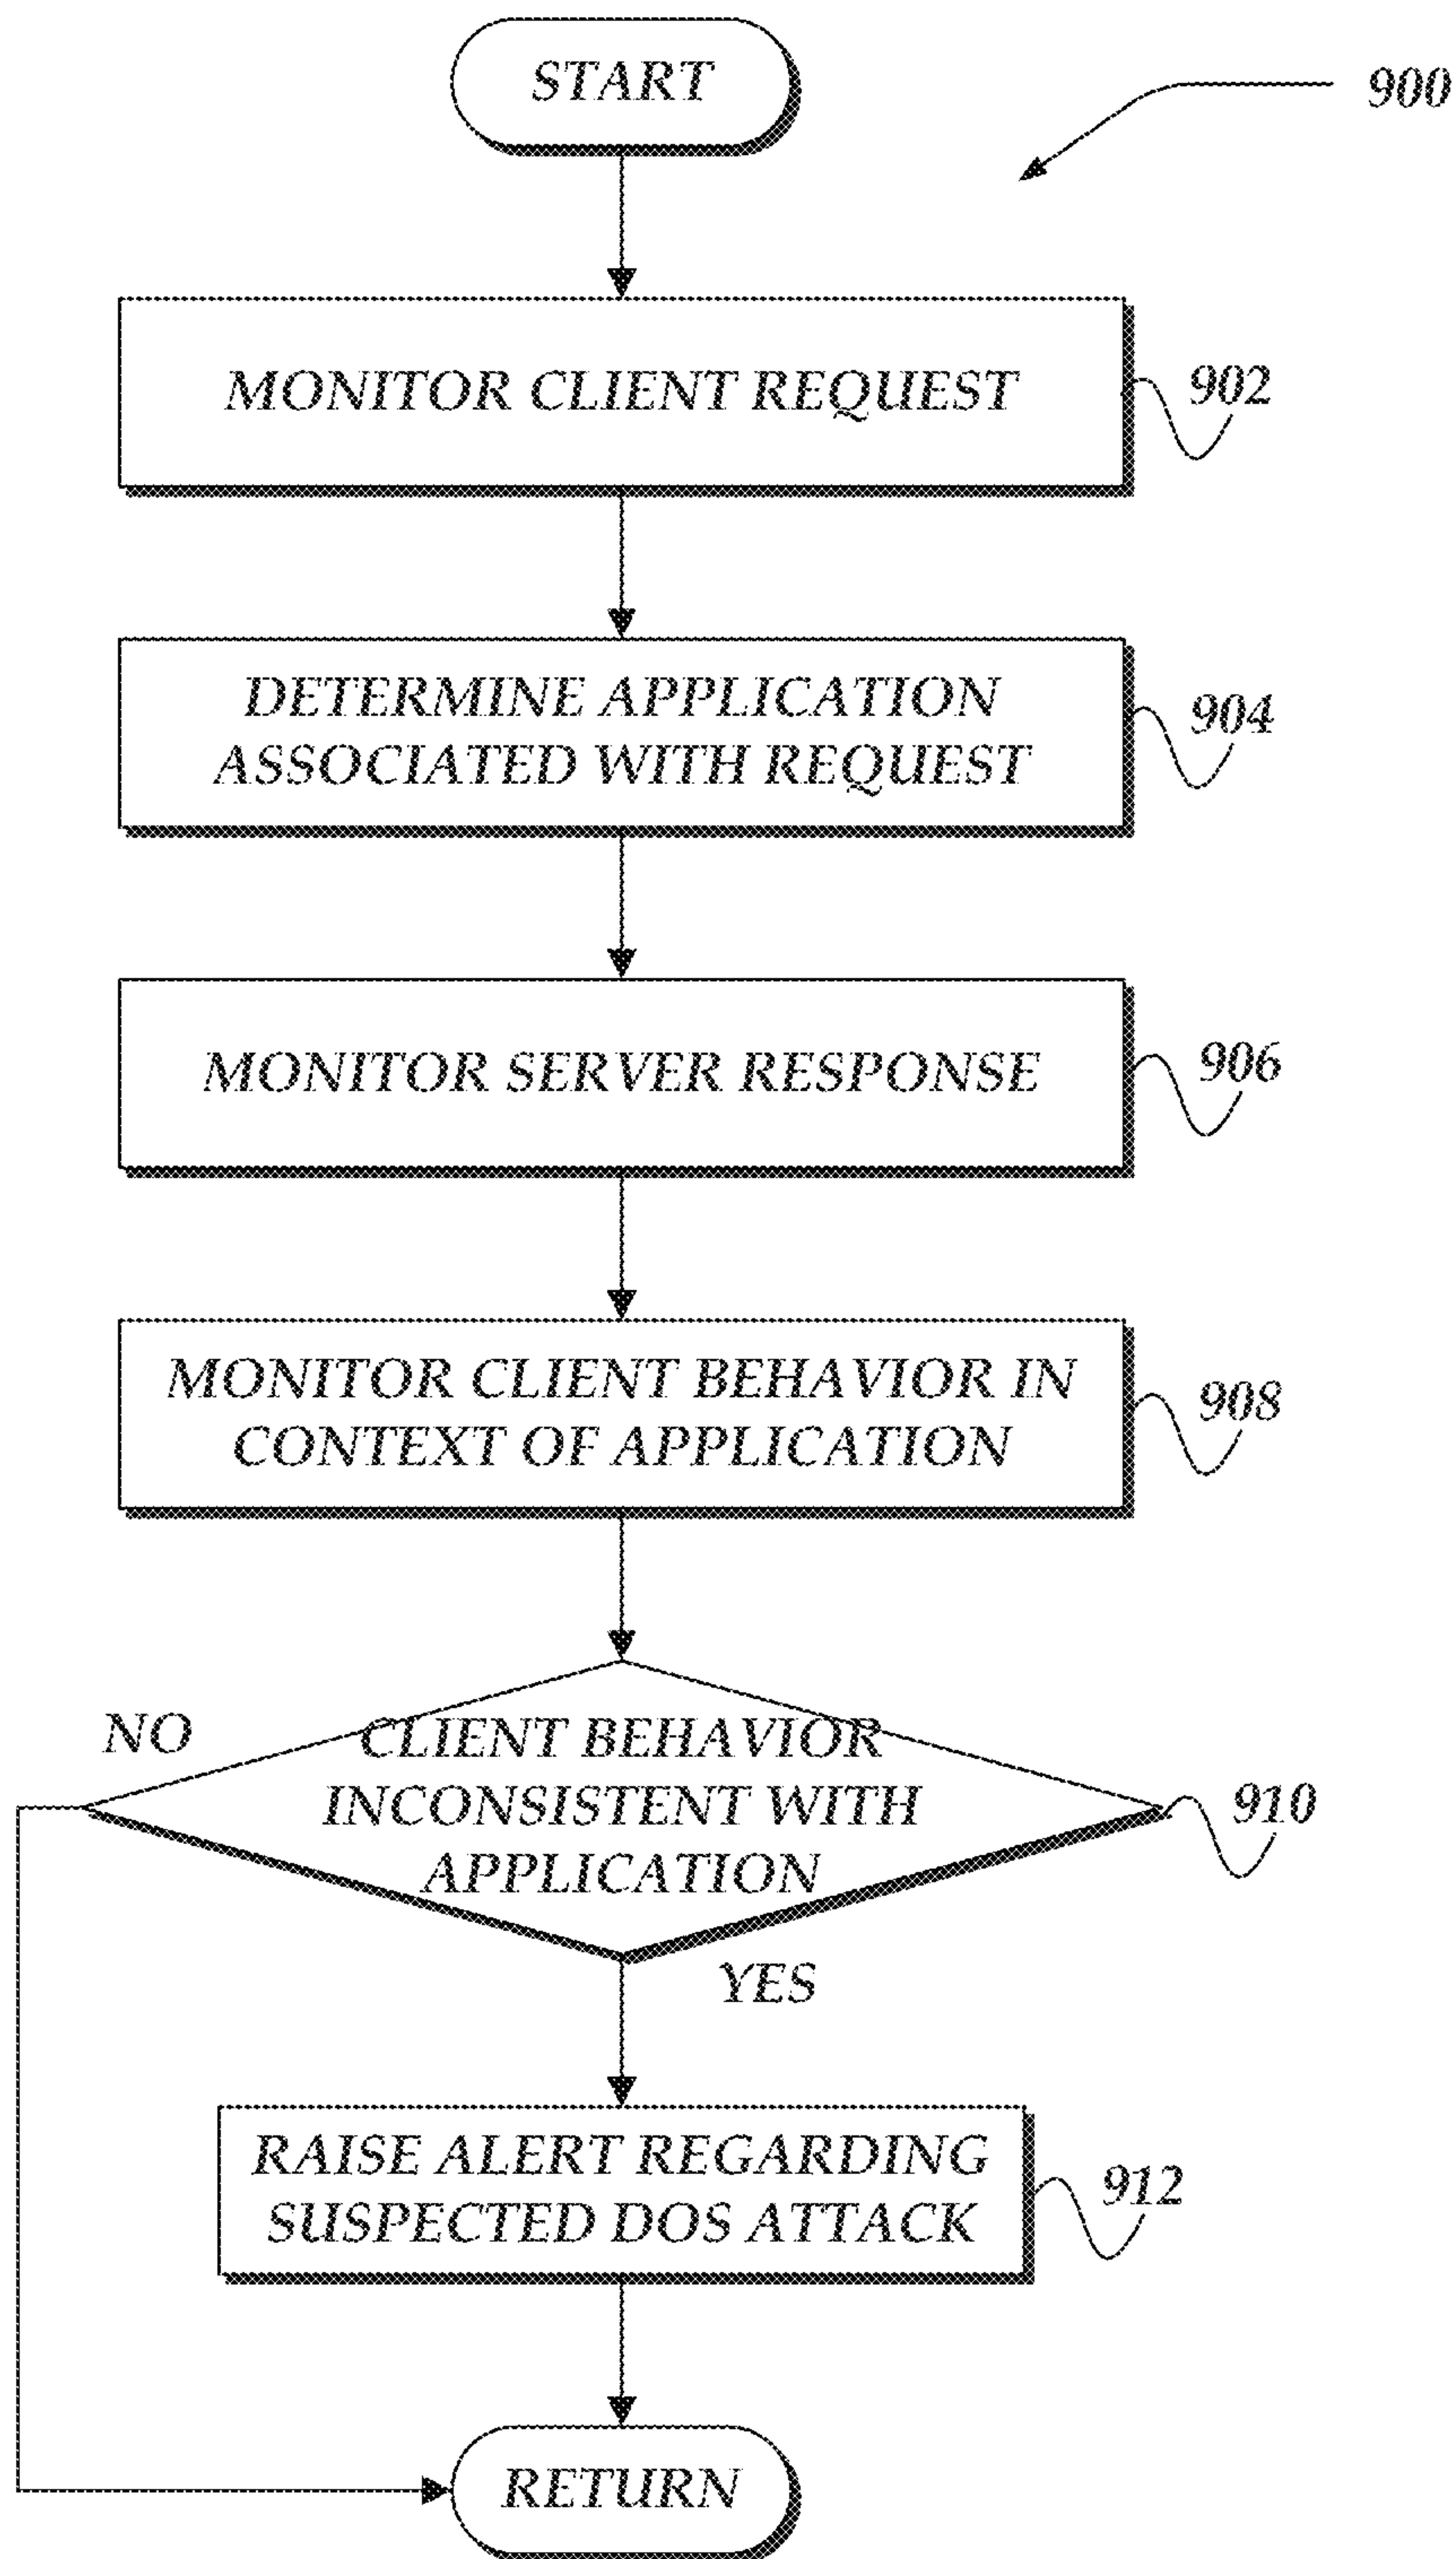 START
900
MONITOR CLIENT REQUEST
902
DETERMINE APPLICATION
ASSOCIATED WITH REQUEST
904
MONITOR SERVER RESPONSE
906
MONITOR CLIENT BEHAVIOR IN
CONTEXT OF APPLICATION
908
NO
CLIENT BEHAVIOR
INCONSISTENT WITH
APPLICATION
910
YES
RAISE ALERT REGARDING
SUSPECTED DOS ATTACK
912
RETURN